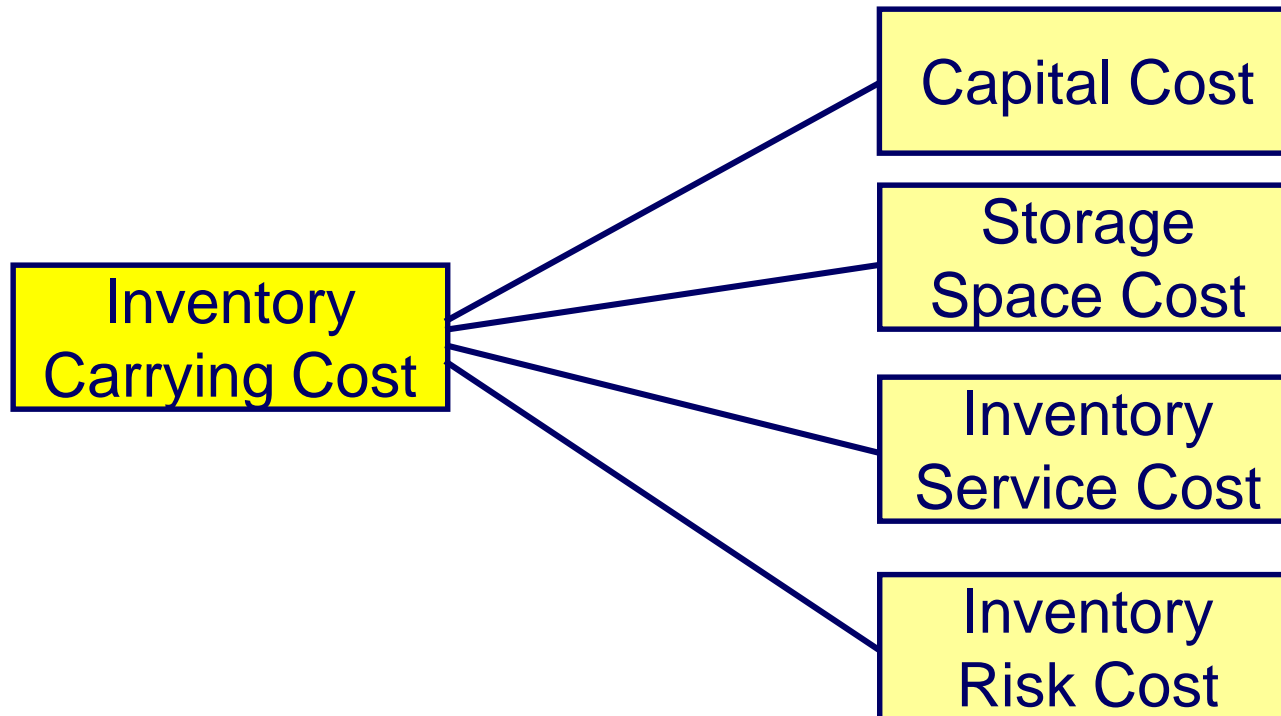 Capital Cost
Storage
Space Cost
Inventory
Carrying Cost
Inventory
Service Cost
Inventory
Risk Cost